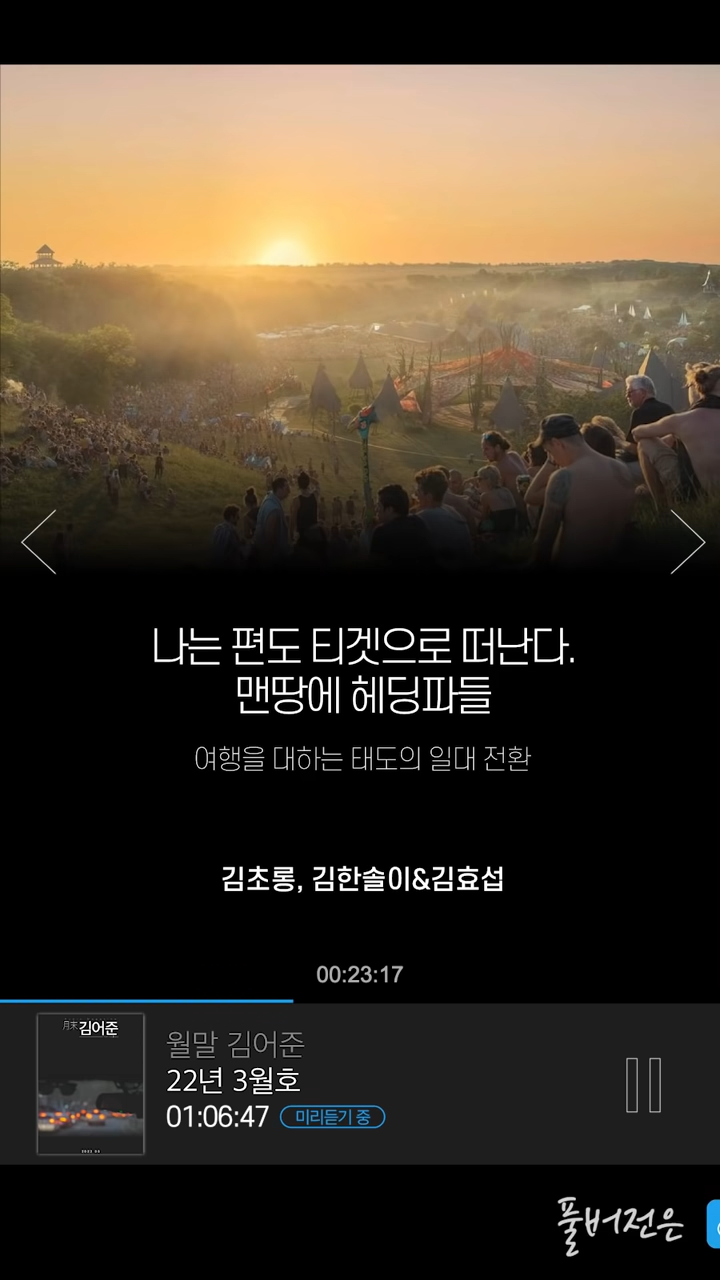 나는 편도 티겟으로 떠난다.
맨땅에 헤딩파들
여행을 대하는 태도의 일대 전환
김초롱, 김한솔이&김효섭
00:23:17
月末 김어준
월말 김어준
22년 3월호
01:06:47 미리듣기 중
풀버전은